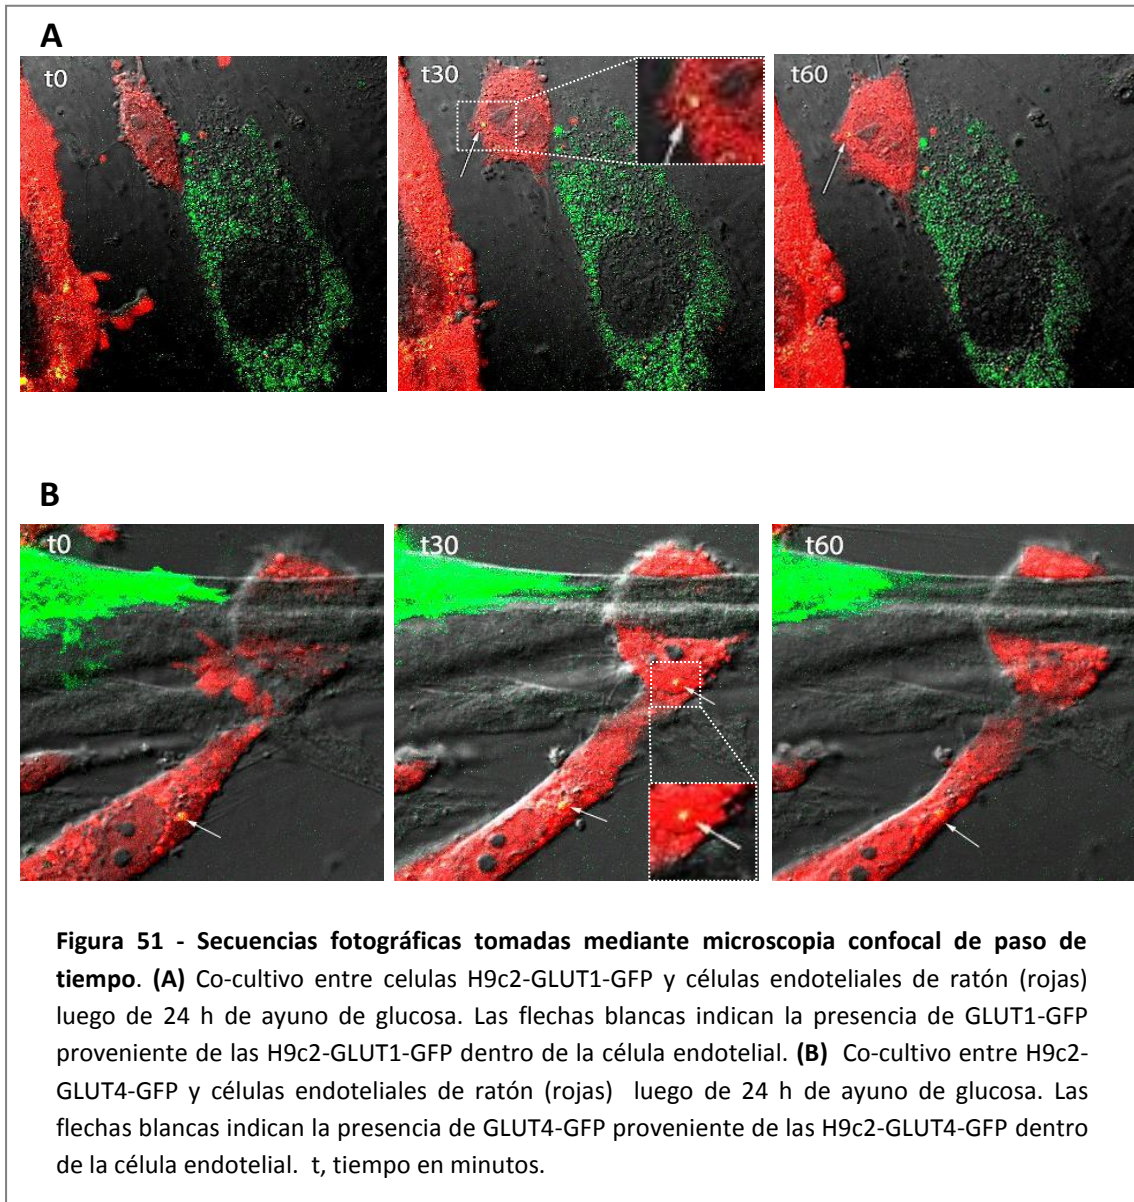 A
t0
t30
t60
B
t0
t30
t60
Figura 51 - Secuencias fotográficas tomadas mediante microscopia confocal de paso de
tiempo. (A) Co-cultivo entre celulas H9c2-GLUT1-GFP y células endoteliales de ratón (rojas)
luego de 24 h de ayuno de glucosa. Las flechas blancas indican la presencia de GLUT1-GFP
proveniente de las H9c2-GLUT1-GFP dentro de la célula endotelial. (B) Co-cultivo entre H9c2-
GLUT4-GFP y células endoteliales de ratón (rojas) luego de 24 h de ayuno de glucosa. Las
flechas blancas indican la presencia de GLUT4-GFP proveniente de las H9c2-GLUT4-GFP dentro
de la célula endotelial. t, tiempo en minutos.